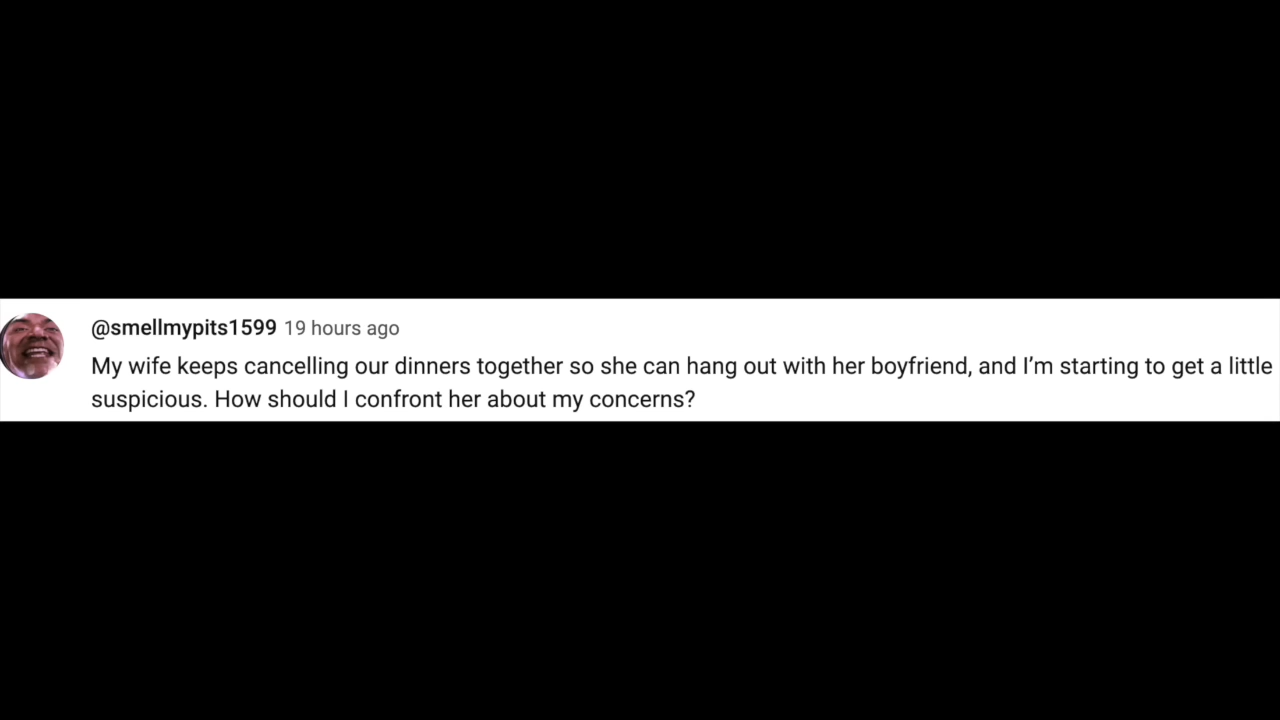 @smellmypits1599 19 hours ago
My wife keeps cancelling our dinners together so she can hang out with her boyfriend, and I’m starting to get a little
suspicious. How should I confront her about my concerns?